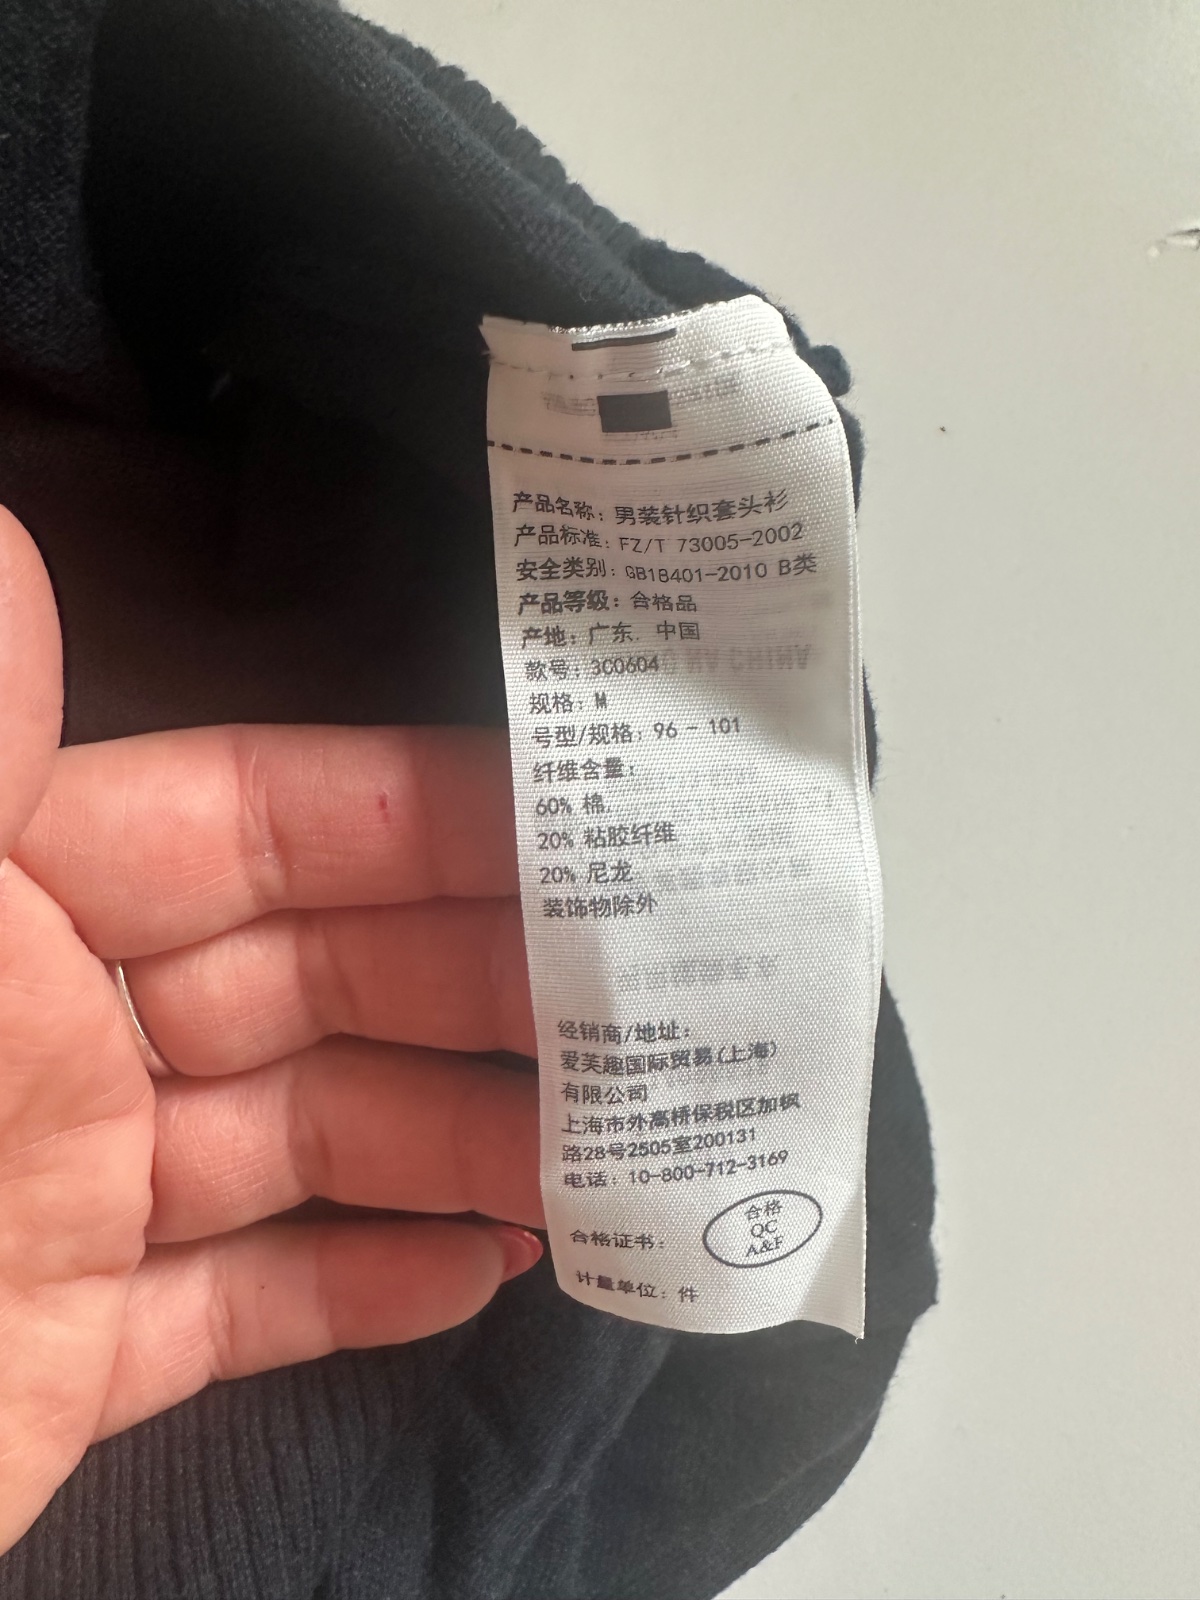 产品名称: 男装针织套头衫
产品标准: FZ/T 73005-2002
安全类别: GB18401-2010 B类
产品等级: 合格品
产地: 广东, 中国
款号: 3C0604
规格: M
号型/规格: 96 - 101
纤维含量:
60% 棉,
20% 粘胶纤维
20% 尼龙
装饰物除外
经销商/地址:
爱芙趣国际贸易(上海)
有限公司
上海市外高桥保税区加枫
路28号2505室200131
电话: 10-800-712-3169
合格证书:
合格
QC
A&F
计量单位: 件